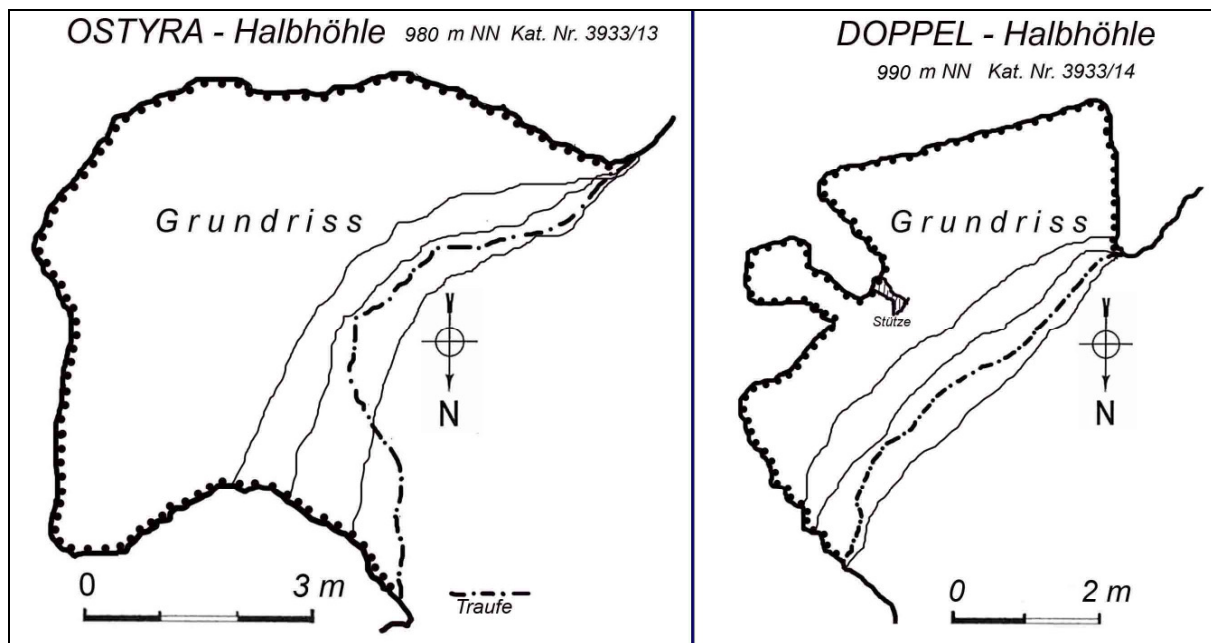 OSTYRA - Halbhöhle 980 m NN Kat. Nr. 3933/13
Grundriss
N
0 3 m
Traufe
DOPPEL - Halbhöhle
990 m NN Kat. Nr. 3933/14
Grundriss
Stütze
N
0 2 m